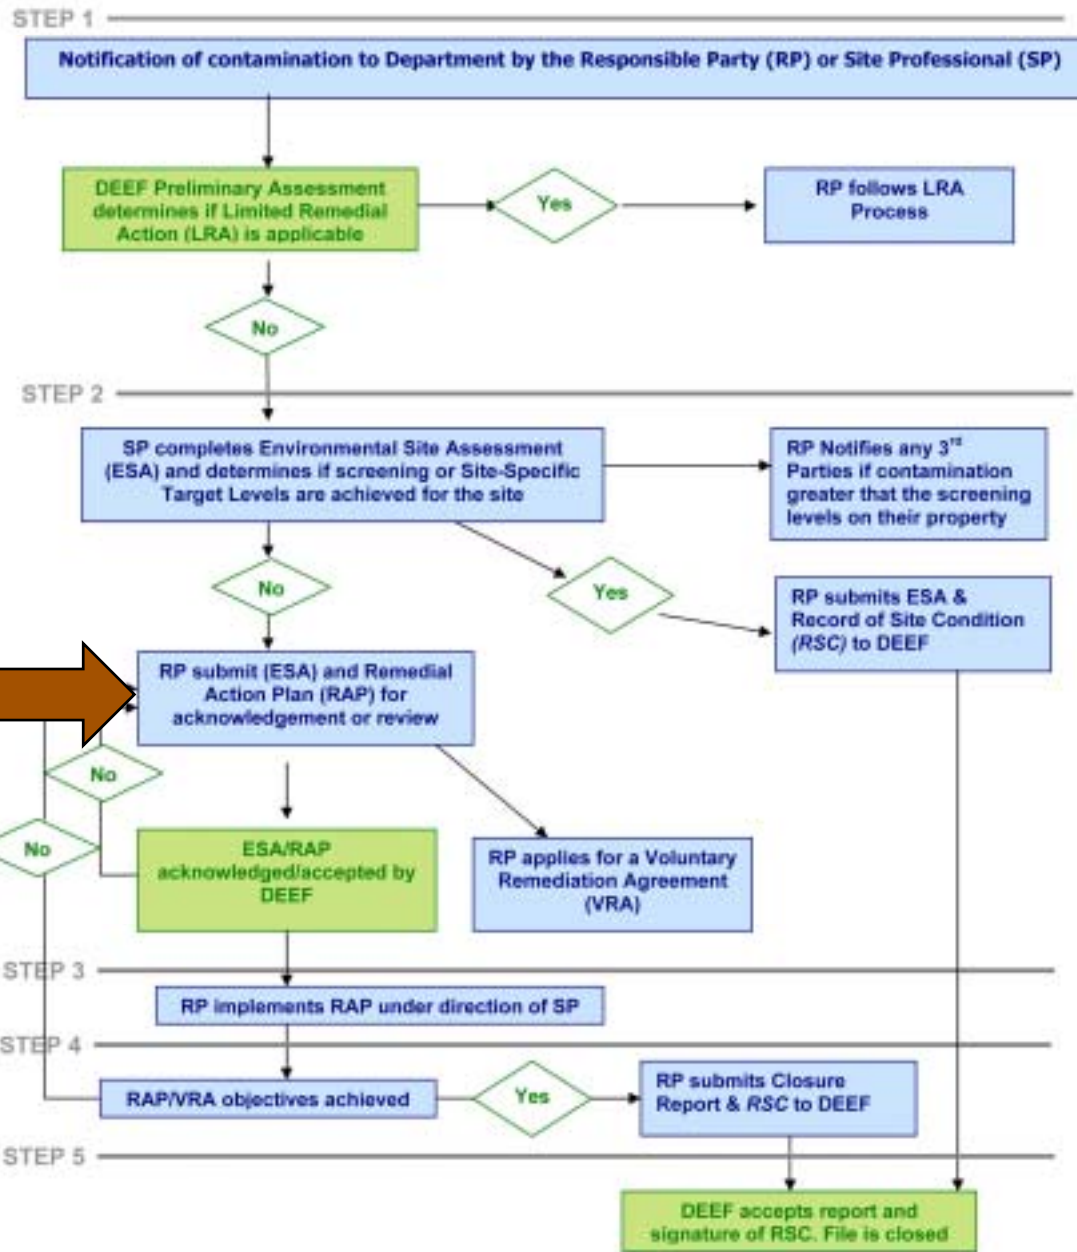 STEP 1
Notification of contamination to Department by the Responsible Party (RP) or Site Professional (SP)
DEEF Preliminary Assessment
determines if Limited Remedial
Action (LRA) is applicable
Yes
RP follows LRA
Process
No
STEP 2
SP completes Environmental Site Assessment
(ESA) and determines if screening or Site-Specific
Target Levels are achieved for the site
RP Notifies any 3rd
Parties if contamination
greater that the screening
levels on their property
No
Yes
RP submits ESA &
Record of Site Condition
(RSC) to DEEF
RP submit (ESA) and Remedial
Action Plan (RAP) for
acknowledgement or review
No
No
ESA/RAP
acknowledged/accepted by
DEEF
RP applies for a Voluntary
Remediation Agreement
(VRA)
STEP 3
RP implements RAP under direction of SP
STEP 4
RAP/VRA objectives achieved
Yes
RP submits Closure
Report & RSC to DEEF
STEP 5
DEEF accepts report and
signature of RSC. File is closed